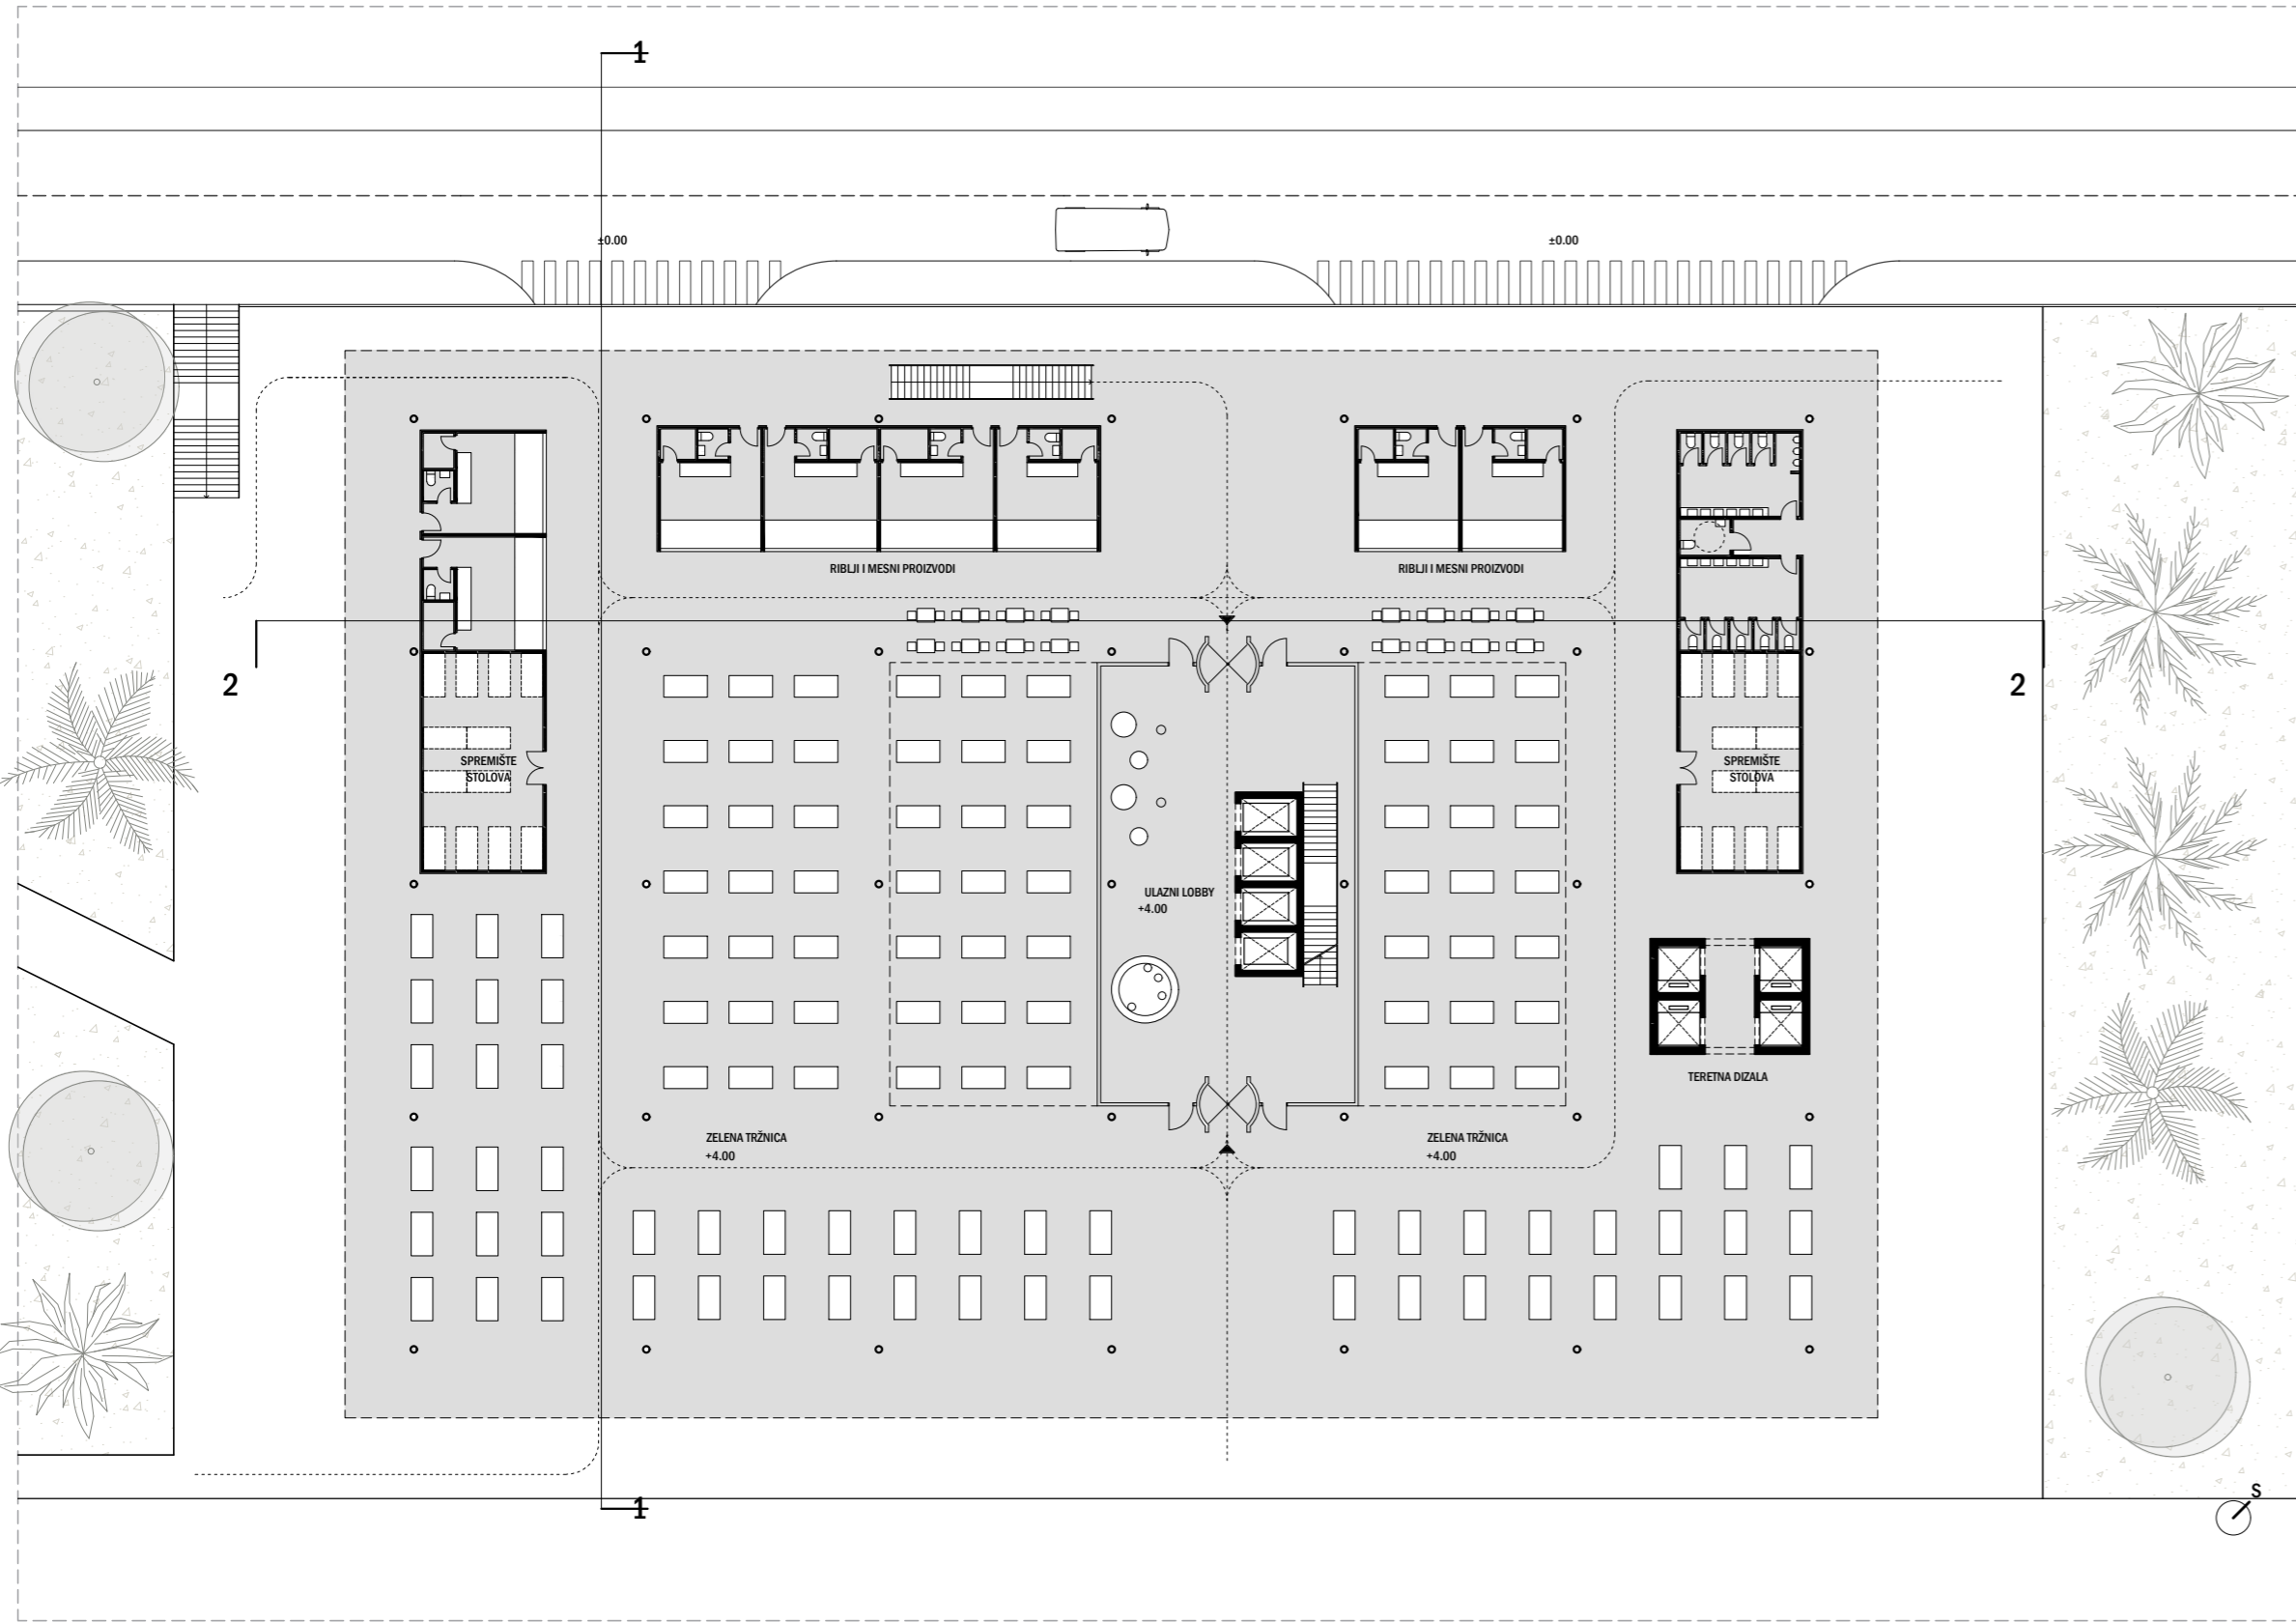 1
±0.00
±0.00
RIBLJI I MESNI PROIZVODI
RIBLJI I MESNI PROIZVODI
2
2
SPREMIŠTE
STOLOVA
SPREMIŠTE
STOLOVA
ULAZNI LOBBY
+4.00
TERETNA DIZALA
ZELENA TRŽNICA
+4.00
ZELENA TRŽNICA
+4.00
S
1